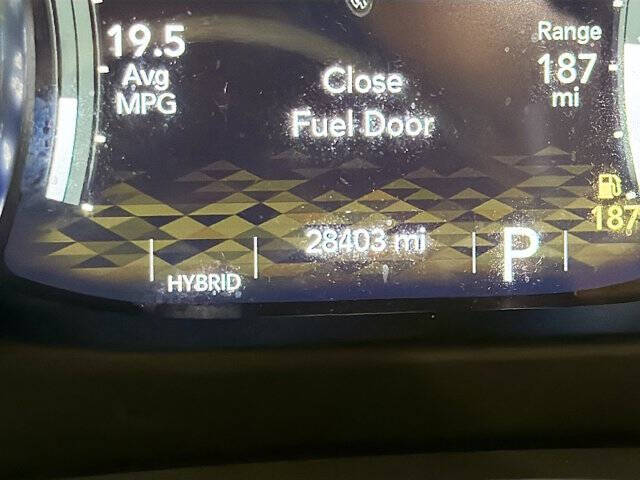 19.5
Avg
MPG
Close
Fuel Door
Range
187
mi
187
28403 mi
HYBRID
P